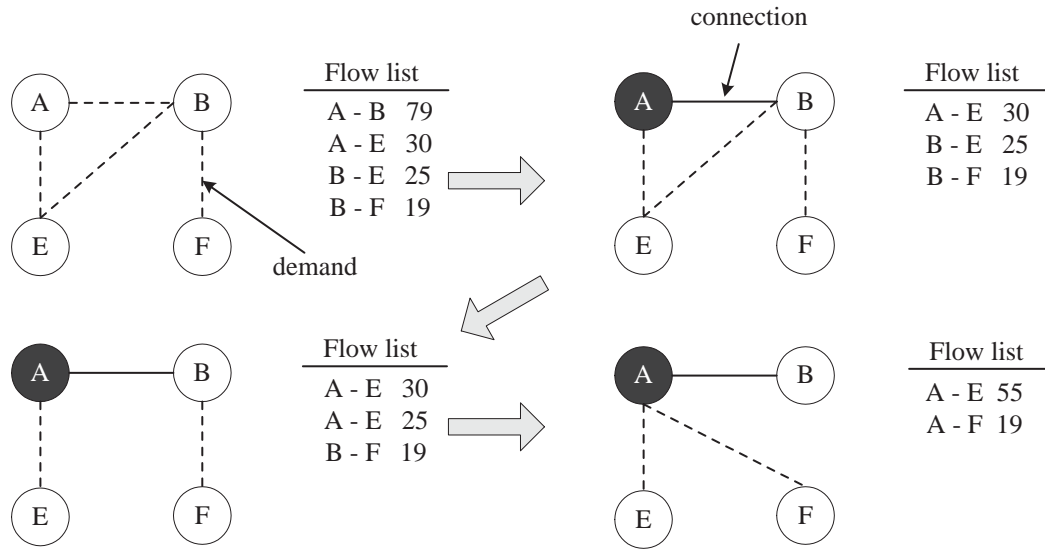 connection
A
B
E
F
demand
Flow list
A - B 79
A - E 30
B - E 25
B - F 19
A
B
E
F
A - E 30
B - E 25
B - F 19
Flow list
A
B
E
F
Flow list
A - E 30
A - E 25
B - F 19
A
B
E
F
Flow list
A - E 55
A - F 19